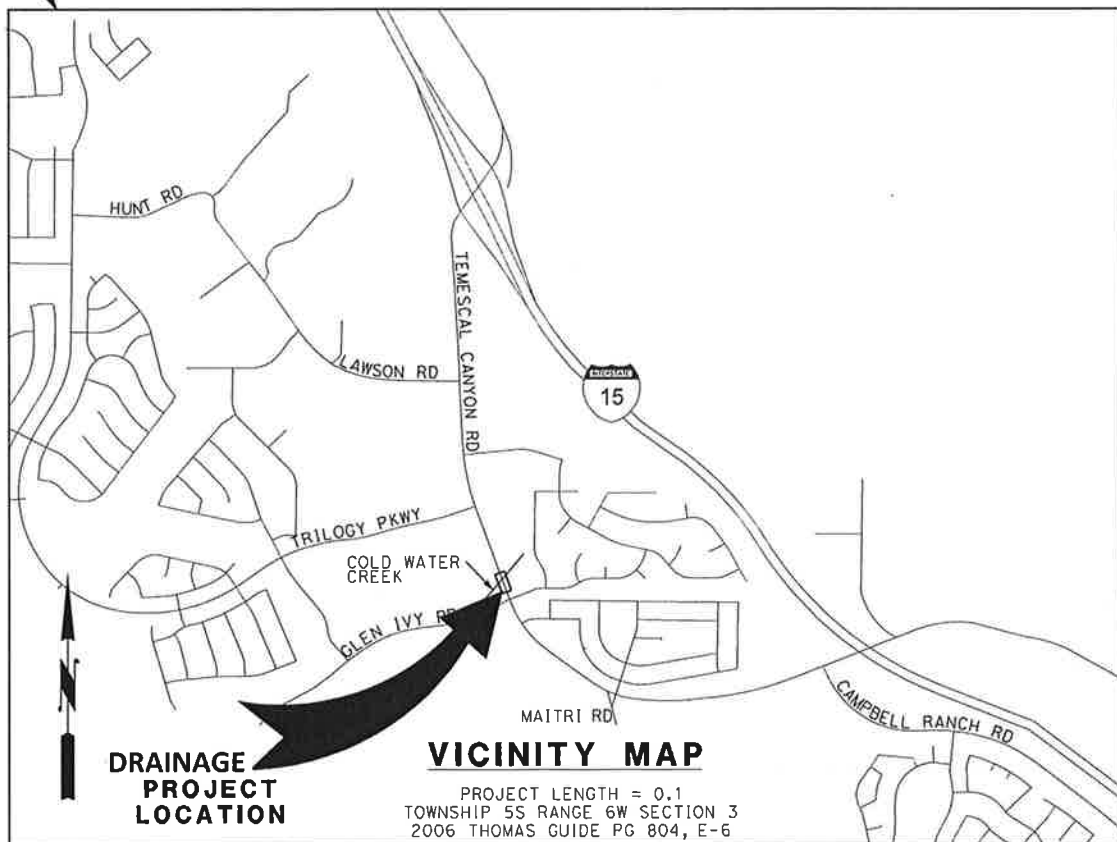 HUNT RD
TEMESCAL CANYON RD
LAWSON RD
INTERSTATE
15
TRILOGY PKWY
COLD WATER
CREEK
GLEN IVY RD
N
MAITRI RD
CAMPBELL RANCH RD
DRAINAGE
PROJECT
LOCATION
VICINITY MAP
PROJECT LENGTH = 0.1
TOWNSHIP 5S RANGE 6W SECTION 3
2006 THOMAS GUIDE PG 804, E-6